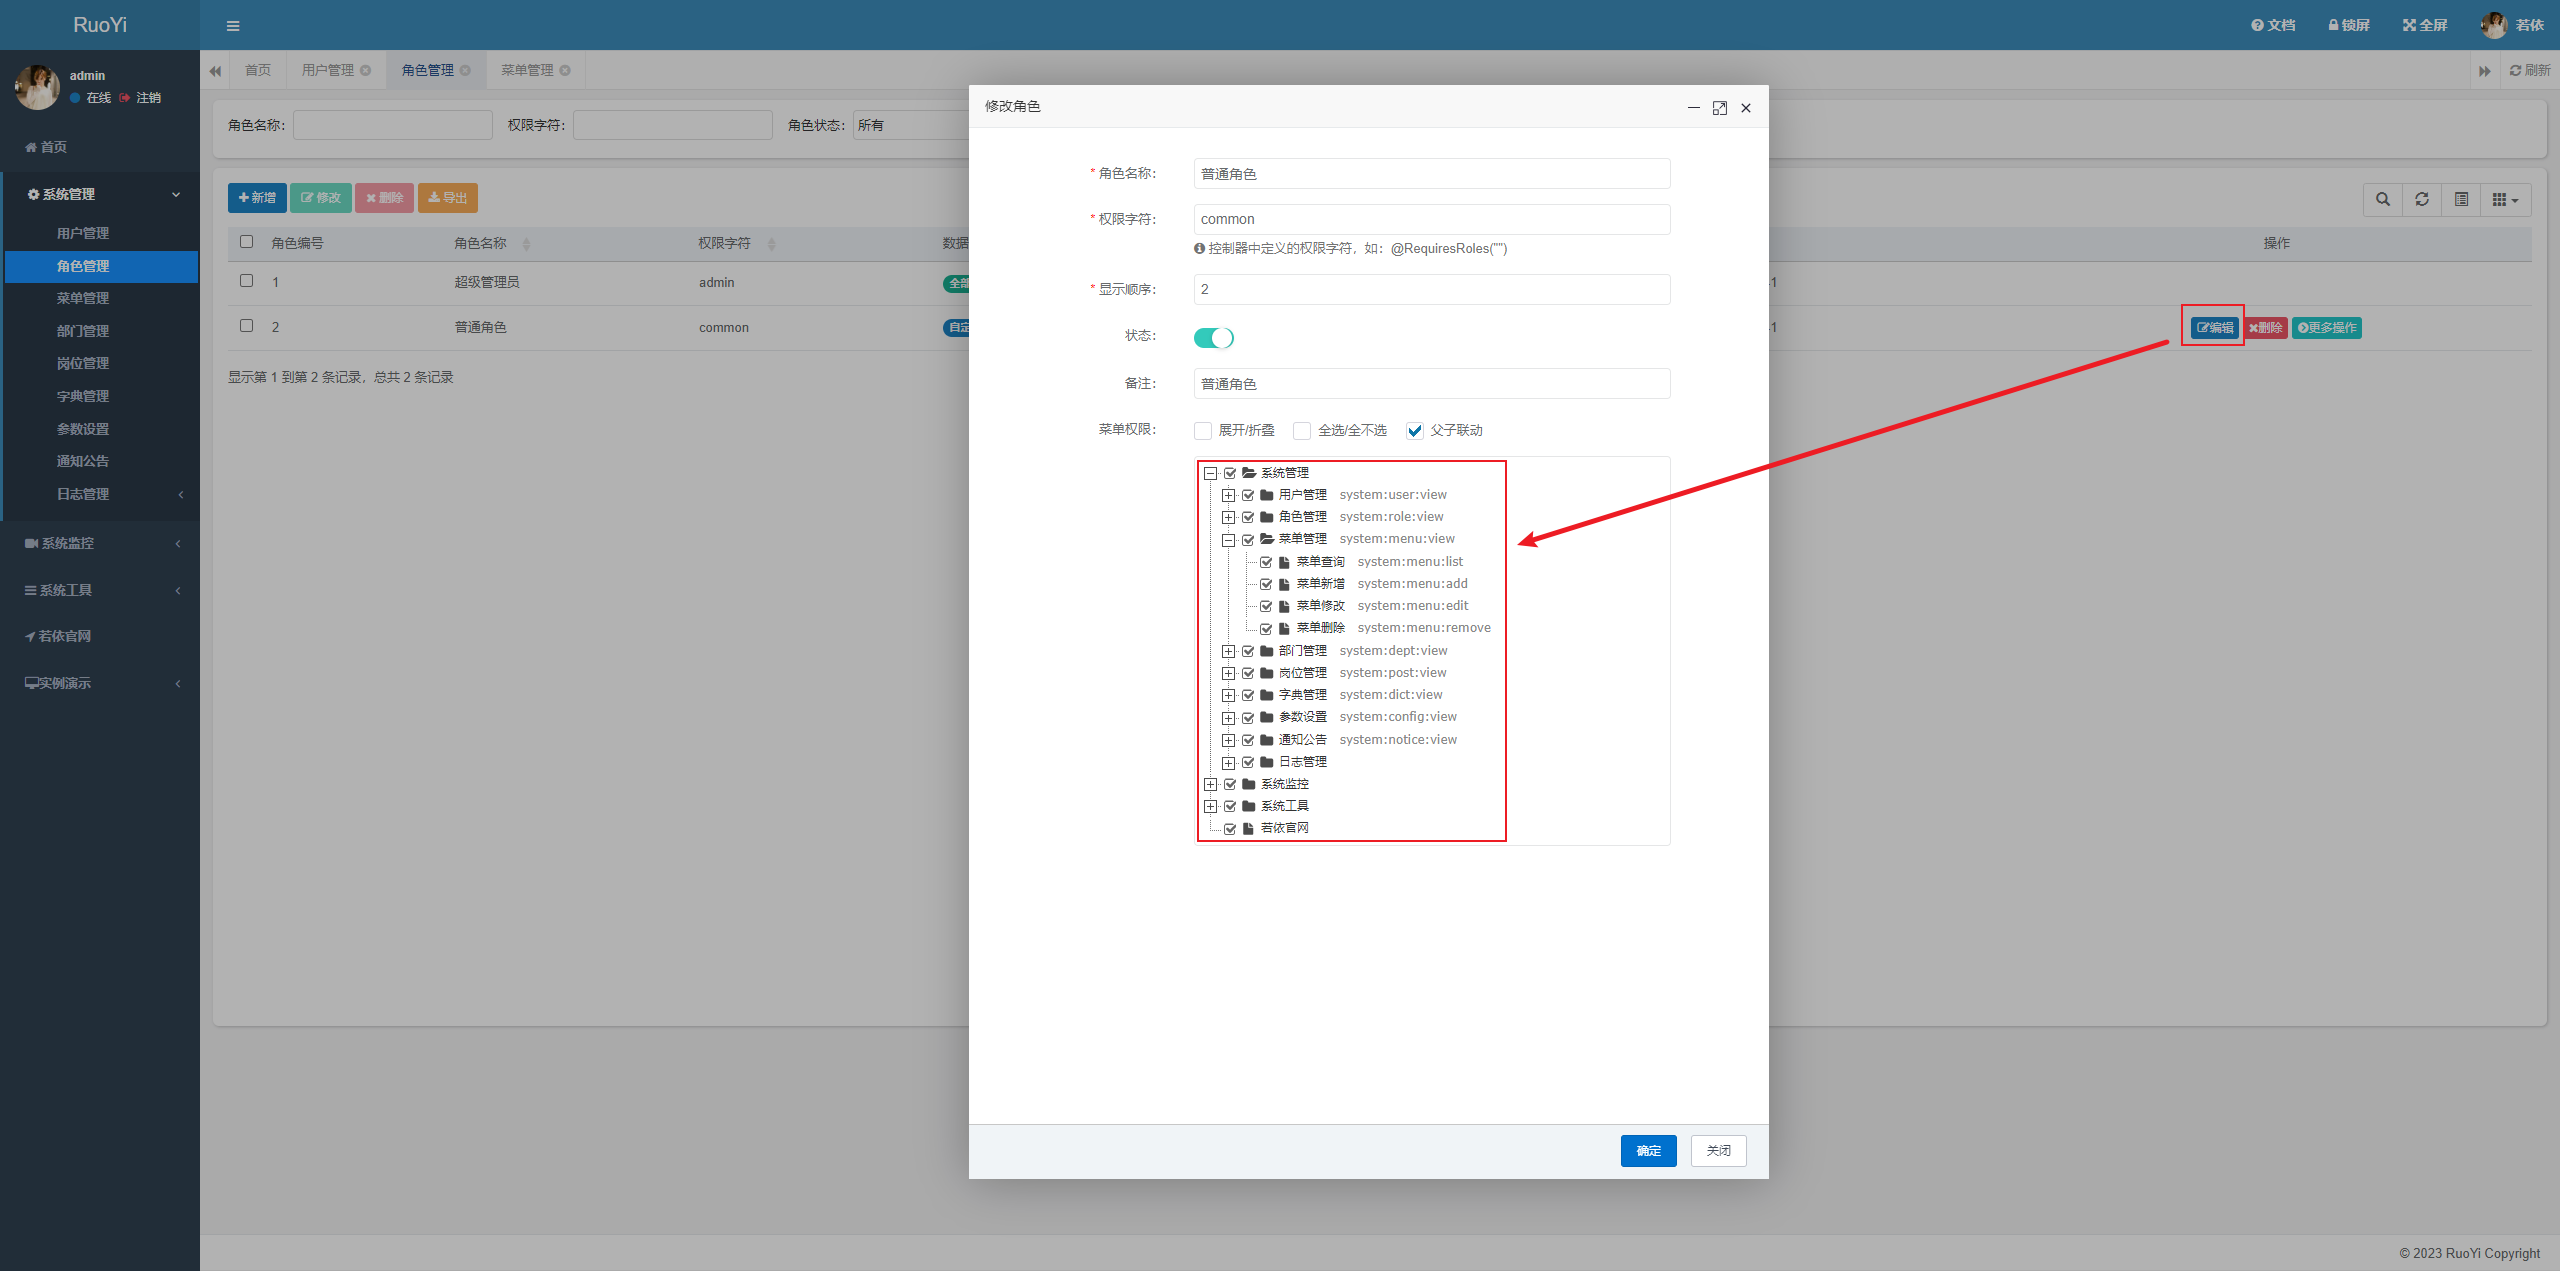 RuoYi
文档 锁屏 全屏 若依
admin
在线 注销
首页 用户管理 角色管理 菜单管理 刷新
首页
系统管理
用户管理
角色管理
菜单管理
部门管理
岗位管理
字典管理
参数设置
通知公告
日志管理
系统监控
系统工具
若依官网
实例演示
角色名称： 权限字符： 角色状态： 所有
新增 修改 删除 导出
角色编号 角色名称 权限字符 数据 操作
1 超级管理员 admin 全部 1
2 普通角色 common 自定 1 编辑 删除 更多操作
显示第 1 到第 2 条记录，总共 2 条记录
修改角色
* 角色名称： 普通角色
* 权限字符： common
控制器中定义的权限字符，如：@RequiresRoles("")
* 显示顺序： 2
状态：
备注： 普通角色
菜单权限： 展开/折叠 全选/全不选 父子联动
系统管理
用户管理 system:user:view
角色管理 system:role:view
菜单管理 system:menu:view
菜单查询 system:menu:list
菜单新增 system:menu:add
菜单修改 system:menu:edit
菜单删除 system:menu:remove
部门管理 system:dept:view
岗位管理 system:post:view
字典管理 system:dict:view
参数设置 system:config:view
通知公告 system:notice:view
日志管理
系统监控
系统工具
若依官网
确定 关闭
© 2023 RuoYi Copyright